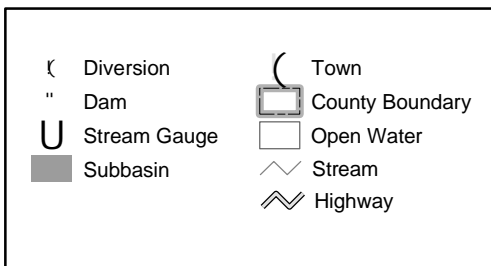 Diversion
Dam
Stream Gauge
Subbasin
Town
County Boundary
Open Water
Stream
Highway